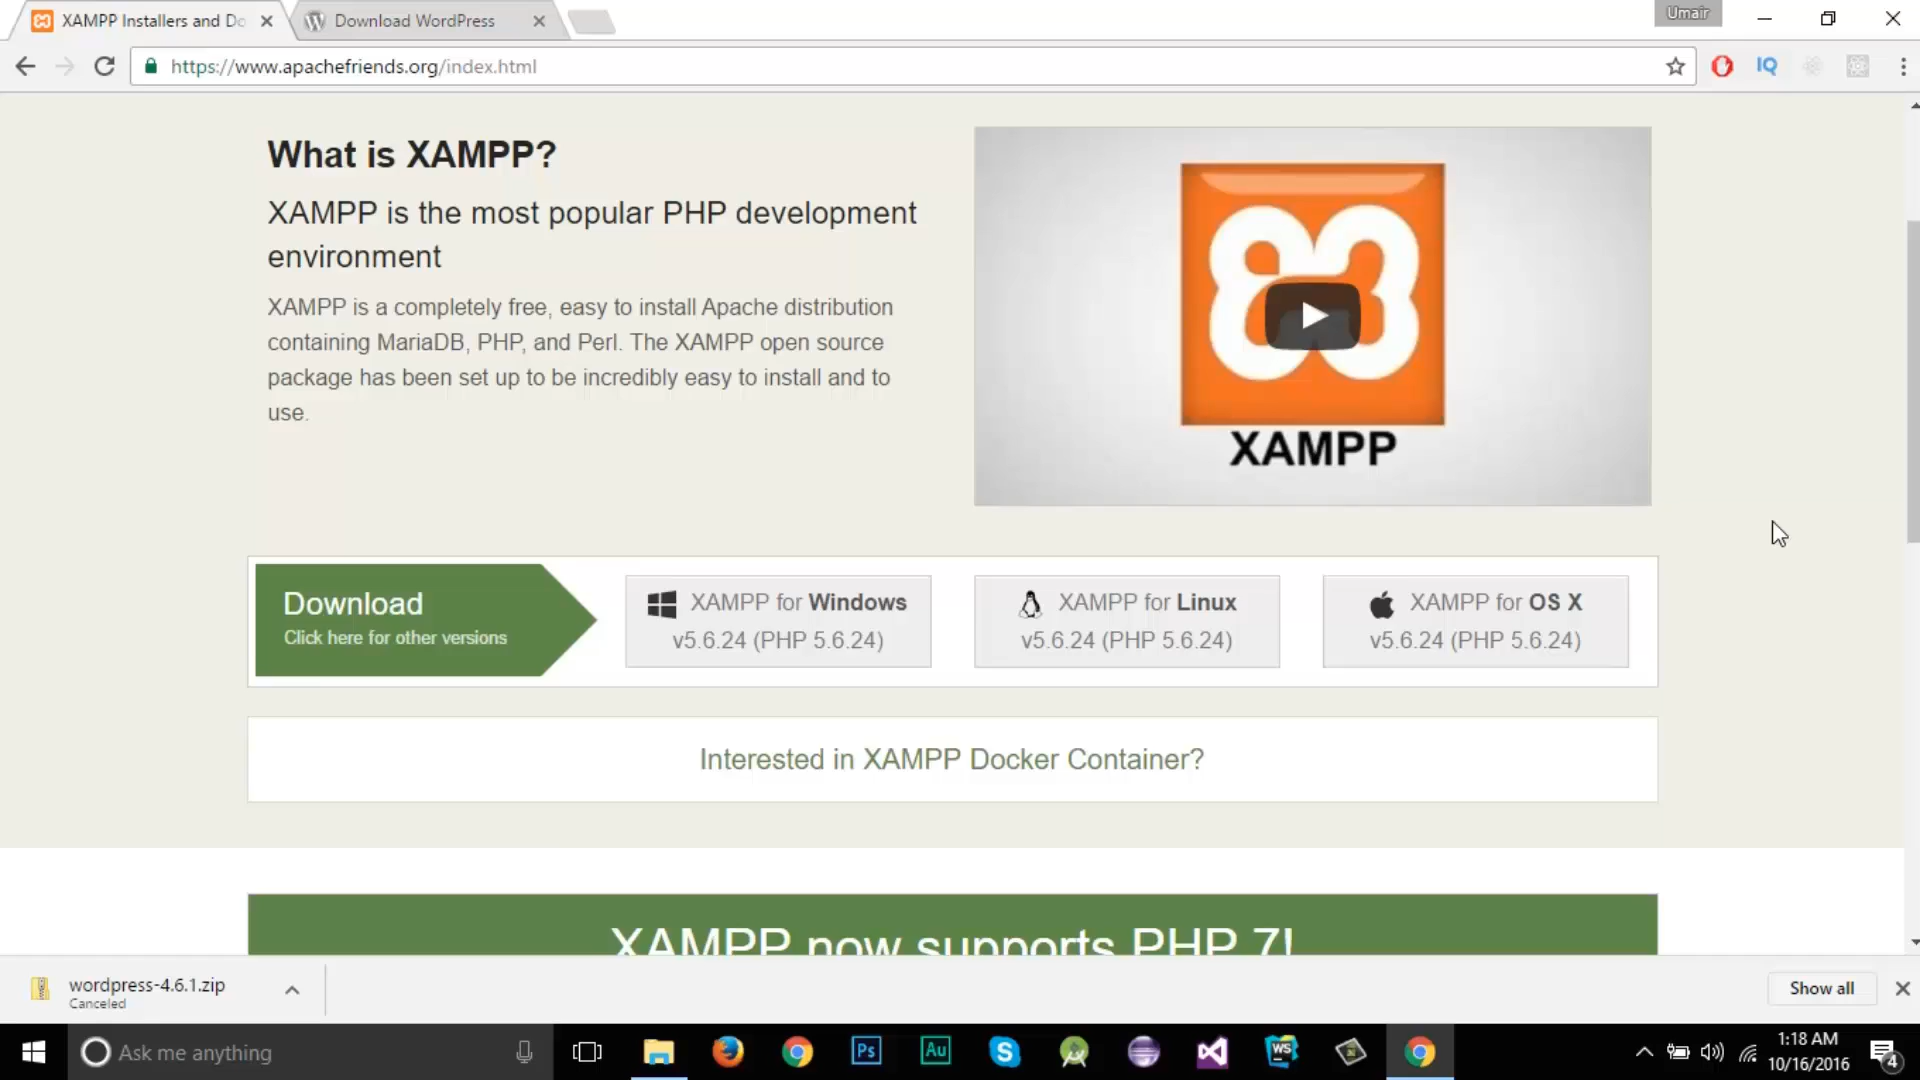 XAMPP Installers and Do
Download WordPress
Umair
https://www.apachefriends.org/index.html
IQ
What is XAMPP?
XAMPP is the most popular PHP development
environment
XAMPP is a completely free, easy to install Apache distribution
containing MariaDB, PHP, and Perl. The XAMPP open source
package has been set up to be incredibly easy to install and to
use.
XAMPP
Download
Click here for other versions
XAMPP for Windows
v5.6.24 (PHP 5.6.24)
XAMPP for Linux
v5.6.24 (PHP 5.6.24)
XAMPP for OS X
v5.6.24 (PHP 5.6.24)
Interested in XAMPP Docker Container?
XAMPP now supports PHP 7!
wordpress-4.6.1.zip
Canceled
Show all
Ask me anything
Ps
Au
S
WS
1:18 AM
10/16/2016
4